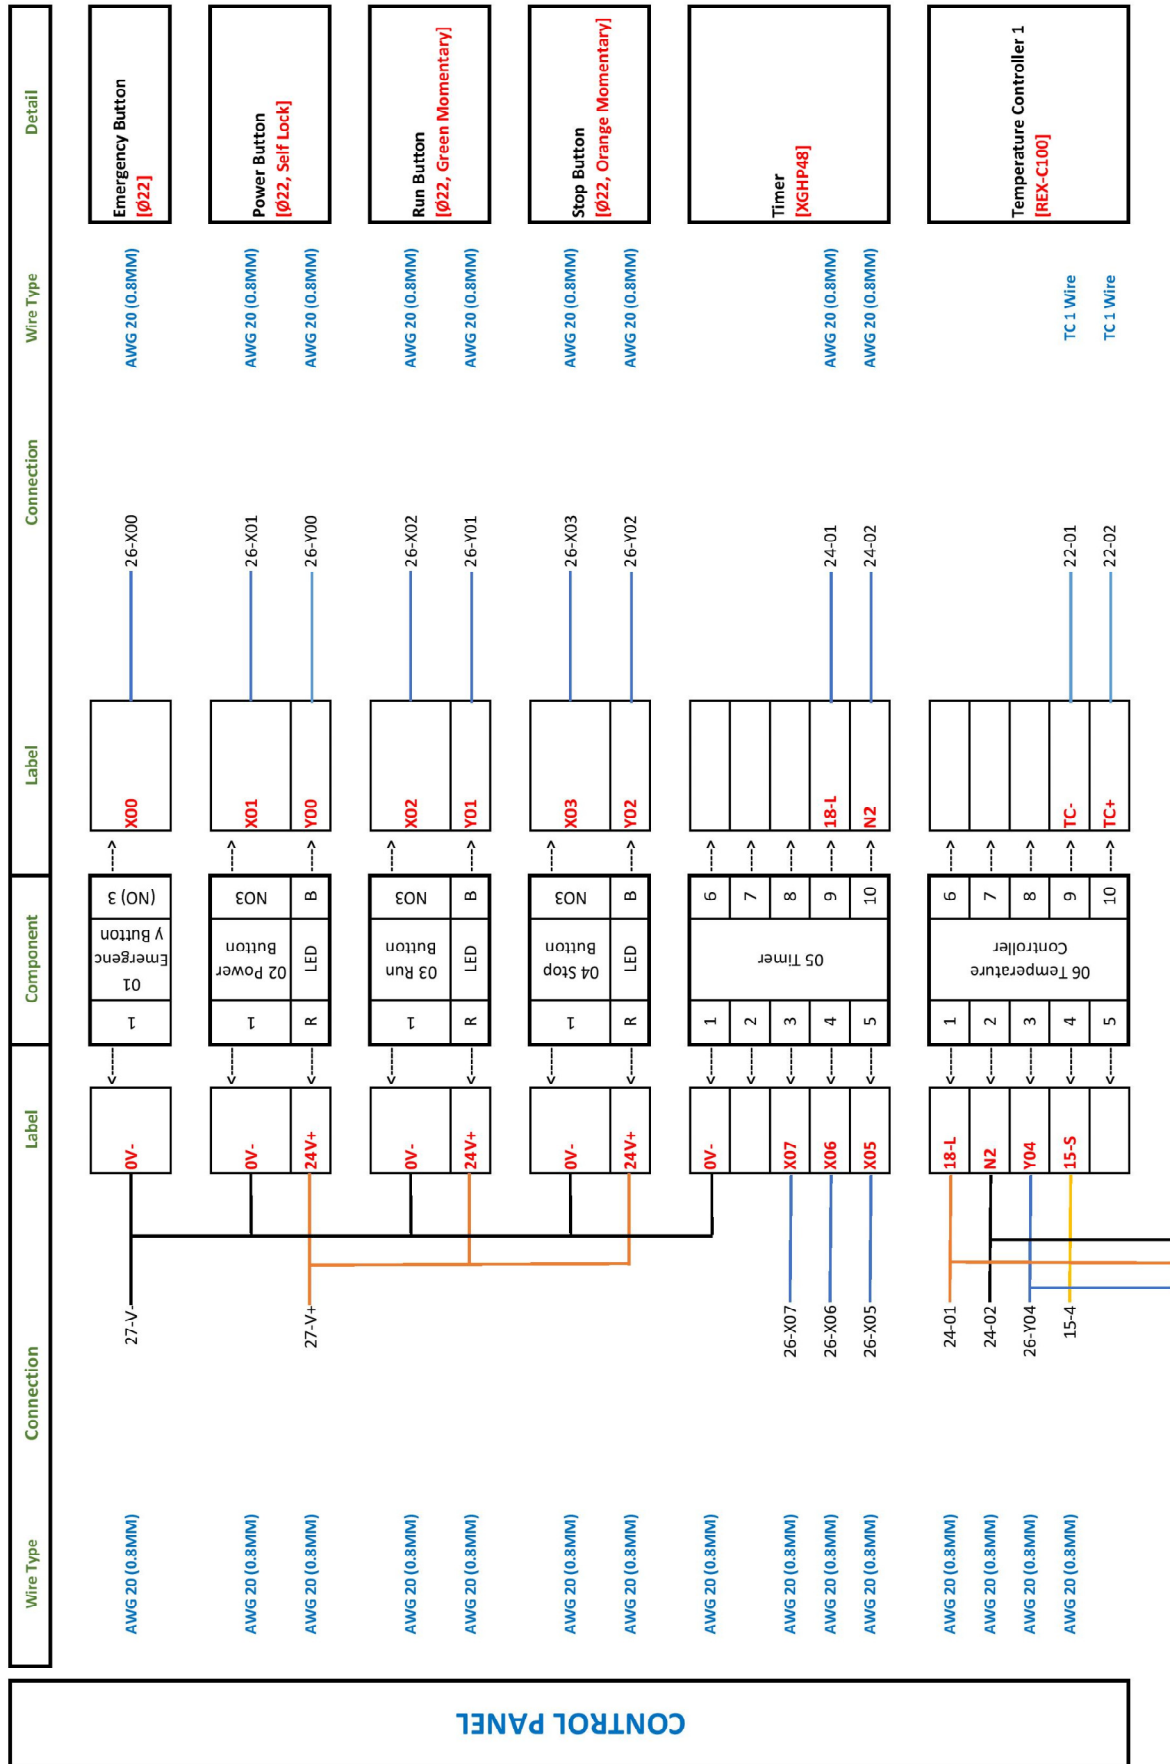 CONTROL PANEL
Wire Type Connection Label Component Label Connection Wire Type Detail
AWG 20 (0.8MM) 27-V- 0V- <---- 1 01 Emergenc y Button (NO) 3 ----> X00 26-X00 AWG 20 (0.8MM)
Emergency Button
[Ø22]
AWG 20 (0.8MM) 0V- <---- 1 02 Power Button NO3 ----> X01 26-X01 AWG 20 (0.8MM)
AWG 20 (0.8MM) 27-V+ 24V+ <---- R LED B ----> Y00 26-Y00 AWG 20 (0.8MM)
Power Button
[Ø22, Self Lock]
AWG 20 (0.8MM) 0V- <---- 1 03 Run Button NO3 ----> X02 26-X02 AWG 20 (0.8MM)
AWG 20 (0.8MM) 24V+ <---- R LED B ----> Y01 26-Y01 AWG 20 (0.8MM)
Run Button
[Ø22, Green Momentary]
AWG 20 (0.8MM) 0V- <---- 1 04 Stop Button NO3 ----> X03 26-X03 AWG 20 (0.8MM)
AWG 20 (0.8MM) 24V+ <---- R LED B ----> Y02 26-Y02 AWG 20 (0.8MM)
Stop Button
[Ø22, Orange Momentary]
05 Timer
AWG 20 (0.8MM) 0V- <---- 1 6 ---->
<---- 2 7 ---->
AWG 20 (0.8MM) 26-X07 X07 <---- 3 8 ---->
AWG 20 (0.8MM) 26-X06 X06 <---- 4 9 ----> 18-L 24-01 AWG 20 (0.8MM)
AWG 20 (0.8MM) 26-X05 X05 <---- 5 10 ----> N2 24-02 AWG 20 (0.8MM)
Timer
[XGHP48]
06 Temperature
Controller
AWG 20 (0.8MM) 24-01 18-L <---- 1 6 ---->
AWG 20 (0.8MM) 24-02 N2 <---- 2 7 ---->
AWG 20 (0.8MM) 26-Y04 Y04 <---- 3 8 ---->
AWG 20 (0.8MM) 15-4 15-S <---- 4 9 ----> TC- 22-01 TC 1 Wire
<---- 5 10 ----> TC+ 22-02 TC 1 Wire
Temperature Controller 1
[REX-C100]